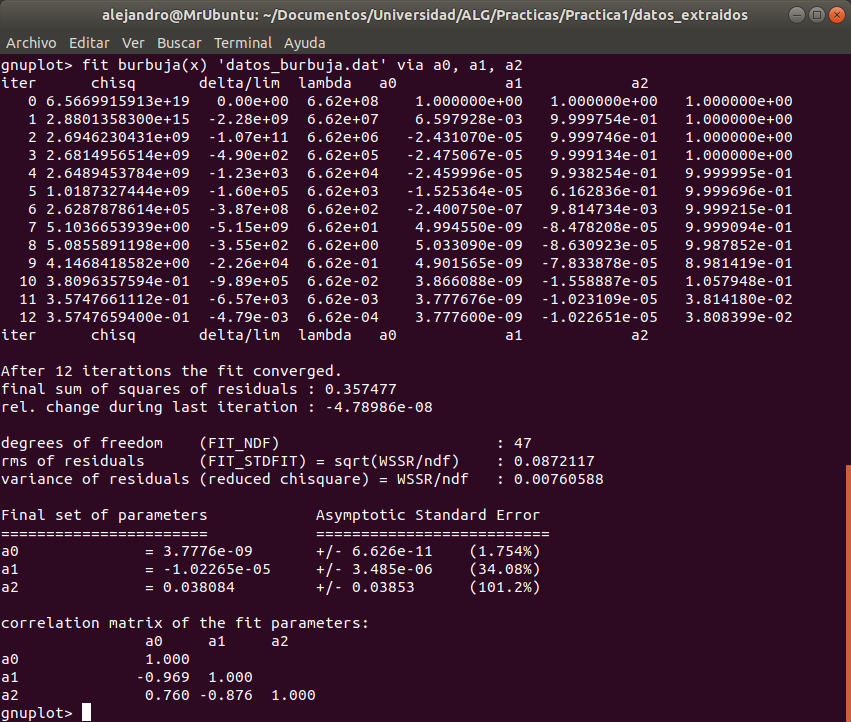 alejandro@MrUbuntu: ~/Documentos/Universidad/ALG/Practicas/Practica1/datos_extraidos
Archivo Editar Ver Buscar Terminal Ayuda
gnuplot> fit burbuja(x) 'datos_burbuja.dat' via a0, a1, a2
iter chisq delta/lim lambda a0 a1 a2
0 6.5669915913e+19 0.00e+00 6.62e+08 1.000000e+00 1.000000e+00 1.000000e+00
1 2.8801358300e+15 -2.28e+09 6.62e+07 6.597928e-03 9.999754e-01 1.000000e+00
2 2.6946230431e+09 -1.07e+11 6.62e+06 -2.431070e-05 9.999746e-01 1.000000e+00
3 2.6814956514e+09 -4.90e+02 6.62e+05 -2.475067e-05 9.999134e-01 1.000000e+00
4 2.6489453784e+09 -1.23e+03 6.62e+04 -2.459996e-05 9.938254e-01 9.999995e-01
5 1.0187327444e+09 -1.60e+05 6.62e+03 -1.525364e-05 6.162836e-01 9.999696e-01
6 2.6287878614e+05 -3.87e+08 6.62e+02 -2.400750e-07 9.814734e-03 9.999215e-01
7 5.1036653939e+00 -5.15e+09 6.62e+01 4.994550e-09 -8.478208e-05 9.999094e-01
8 5.0855891198e+00 -3.55e+02 6.62e+00 5.033090e-09 -8.630923e-05 9.987852e-01
9 4.1468418582e+00 -2.26e+04 6.62e-01 4.901565e-09 -7.833878e-05 8.981419e-01
10 3.8096357594e-01 -9.89e+05 6.62e-02 3.866088e-09 -1.558887e-05 1.057948e-01
11 3.5747661112e-01 -6.57e+03 6.62e-03 3.777676e-09 -1.023109e-05 3.814180e-02
12 3.5747659400e-01 -4.79e-03 6.62e-04 3.777600e-09 -1.022651e-05 3.808399e-02
iter chisq delta/lim lambda a0 a1 a2
After 12 iterations the fit converged.
final sum of squares of residuals : 0.357477
rel. change during last iteration : -4.78986e-08
degrees of freedom (FIT_NDF) : 47
rms of residuals (FIT_STDFIT) = sqrt(WSSR/ndf) : 0.0872117
variance of residuals (reduced chisquare) = WSSR/ndf : 0.00760588
Final set of parameters Asymptotic Standard Error
======================= ==========================
a0 = 3.7776e-09 +/- 6.626e-11 (1.754%)
a1 = -1.02265e-05 +/- 3.485e-06 (34.08%)
a2 = 0.038084 +/- 0.03853 (101.2%)
correlation matrix of the fit parameters:
a0 a1 a2
a0 1.000
a1 -0.969 1.000
a2 0.760 -0.876 1.000
gnuplot>